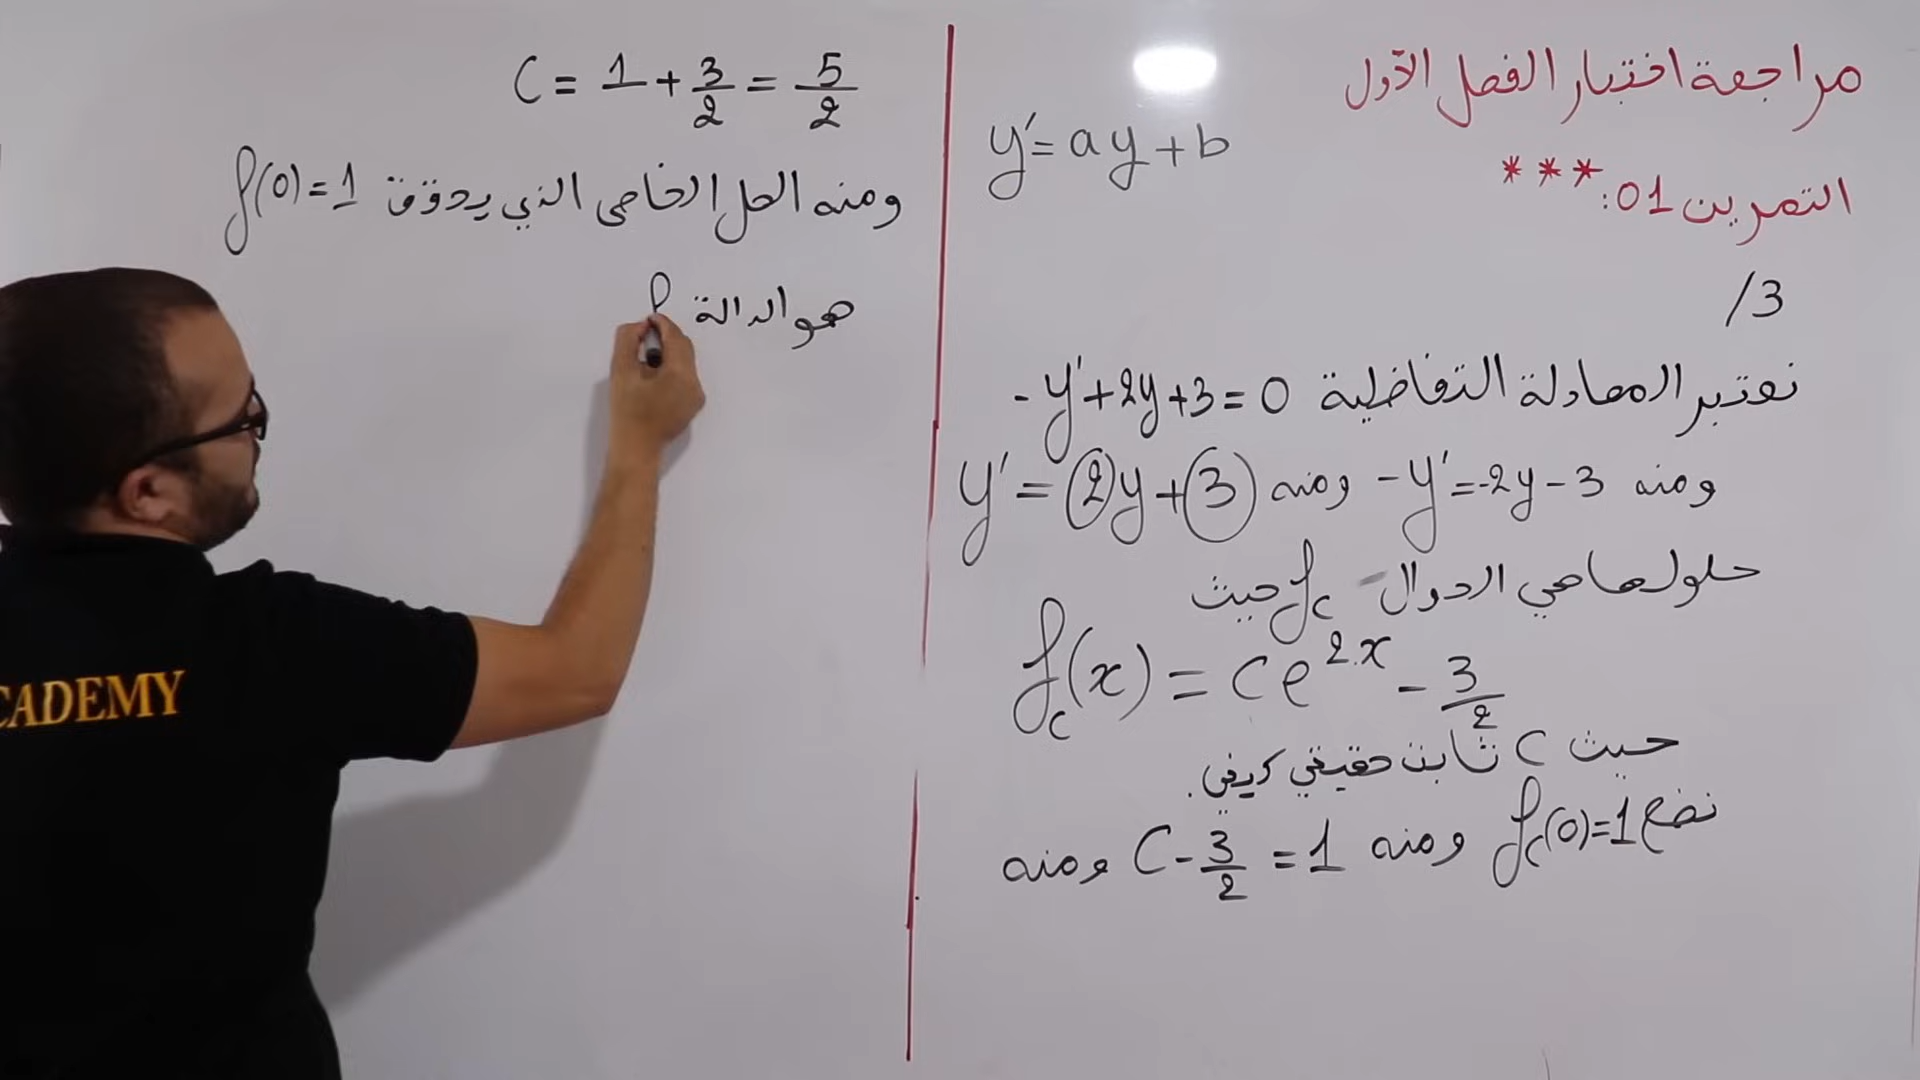 مراجعة اختبار الفصل الأول
التمرين 01: ***
y' = ay + b
3/
نعتبر المعادلة التفاضلية -y' + 2y + 3 = 0
ومنه -y' = -2y - 3 ومنه y' = 2y + 3
حلولها هي الدوال f_c حيث
f_c(x) = Ce^{2x} - 3/2
حيث C ثابت حقيقي كيفي.
نضع f_c(0) = 1 ومنه C - 3/2 = 1 ومنه
C = 1 + 3/2 = 5/2
ومنه الحل الخاص الذي يحقق f(0) = 1
هو الدالة f
CADEMY